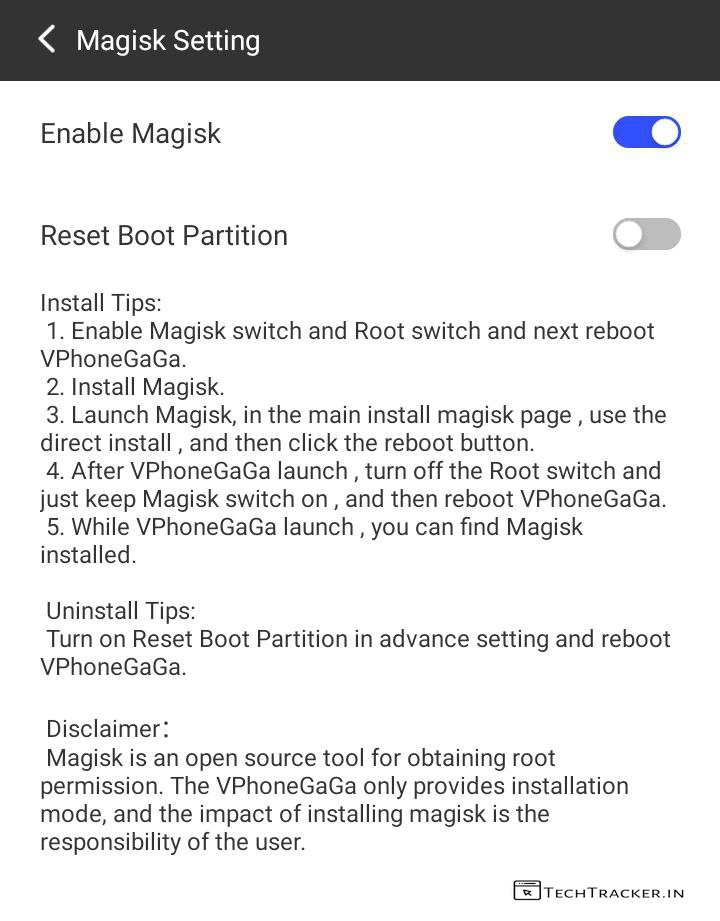 Magisk Setting
Enable Magisk
Reset Boot Partition
Install Tips:
1. Enable Magisk switch and Root switch and next reboot
VPhoneGaGa.
2. Install Magisk.
3. Launch Magisk, in the main install magisk page , use the
direct install , and then click the reboot button.
4. After VPhoneGaGa launch , turn off the Root switch and
just keep Magisk switch on , and then reboot VPhoneGaGa.
5. While VPhoneGaGa launch , you can find Magisk
installed.
Uninstall Tips:
Turn on Reset Boot Partition in advance setting and reboot
VPhoneGaGa.
Disclaimer：
Magisk is an open source tool for obtaining root
permission. The VPhoneGaGa only provides installation
mode, and the impact of installing magisk is the
responsibility of the user.
TECHTRACKER.IN